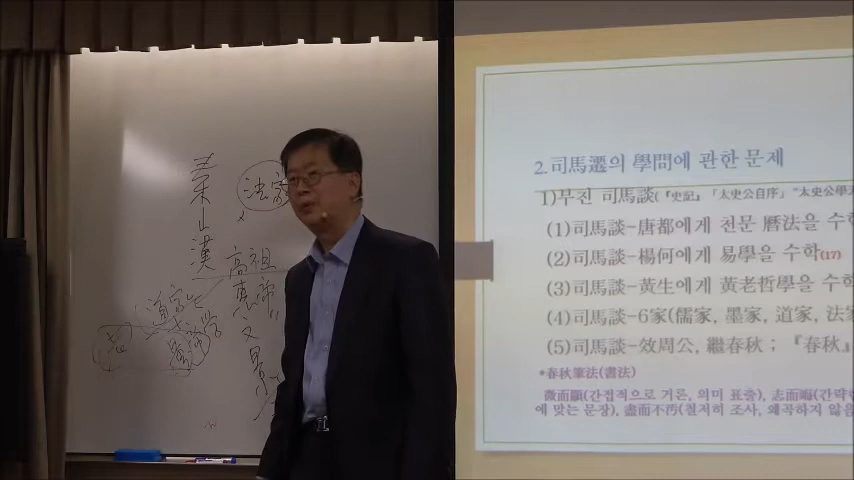 秦
漢
法家
高祖
惠帝
文
景
道家
老
2.司馬遷의 學問에 관한 문제
1)부친 司馬談(『史記』「太史公自序」"太史公學
(1)司馬談-唐都에게 천문 曆法을 수
(2)司馬談-楊何에게 易學을 수학(17)
(3)司馬談-黃生에게 黃老哲學을 수
(4)司馬談-6家(儒家, 墨家, 道家, 法
(5)司馬談-效周公, 繼春秋; 『春秋』
*春秋筆法(書法)
微而顯(간접적으로 거론, 의미 표출), 志而晦(간략
에 맞는 문장), 盡而不汚(철저히 조사, 왜곡하지 않음